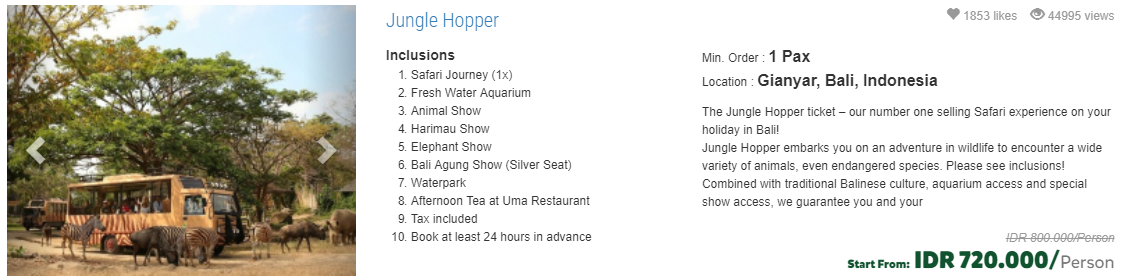 Jungle Hopper
1853 likes 44995 views
Inclusions
1. Safari Journey (1x)
2. Fresh Water Aquarium
3. Animal Show
4. Harimau Show
5. Elephant Show
6. Bali Agung Show (Silver Seat)
7. Waterpark
8. Afternoon Tea at Uma Restaurant
9. Tax included
10. Book at least 24 hours in advance
Min. Order : 1 Pax
Location : Gianyar, Bali, Indonesia
The Jungle Hopper ticket – our number one selling Safari experience on your
holiday in Bali!
Jungle Hopper embarks you on an adventure in wildlife to encounter a wide
variety of animals, even endangered species. Please see inclusions!
Combined with traditional Balinese culture, aquarium access and special
show access, we guarantee you and your
IDR 800.000/Person
Start From: IDR 720.000/Person